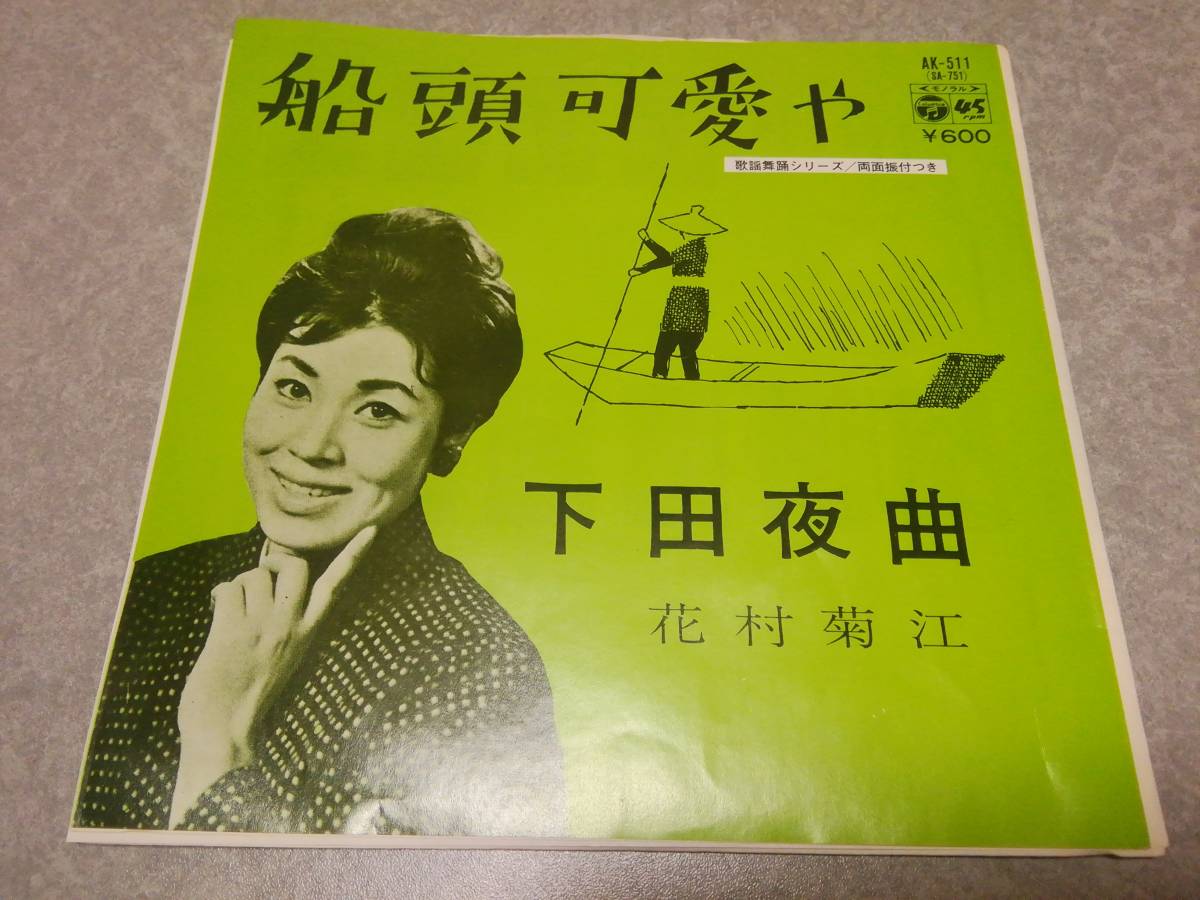 船頭可愛や
AK-511
(SA-751)
<モノラル>
45
rpm
¥600
歌謡舞踊シリーズ/両面振付つき
下田夜曲
花村菊江